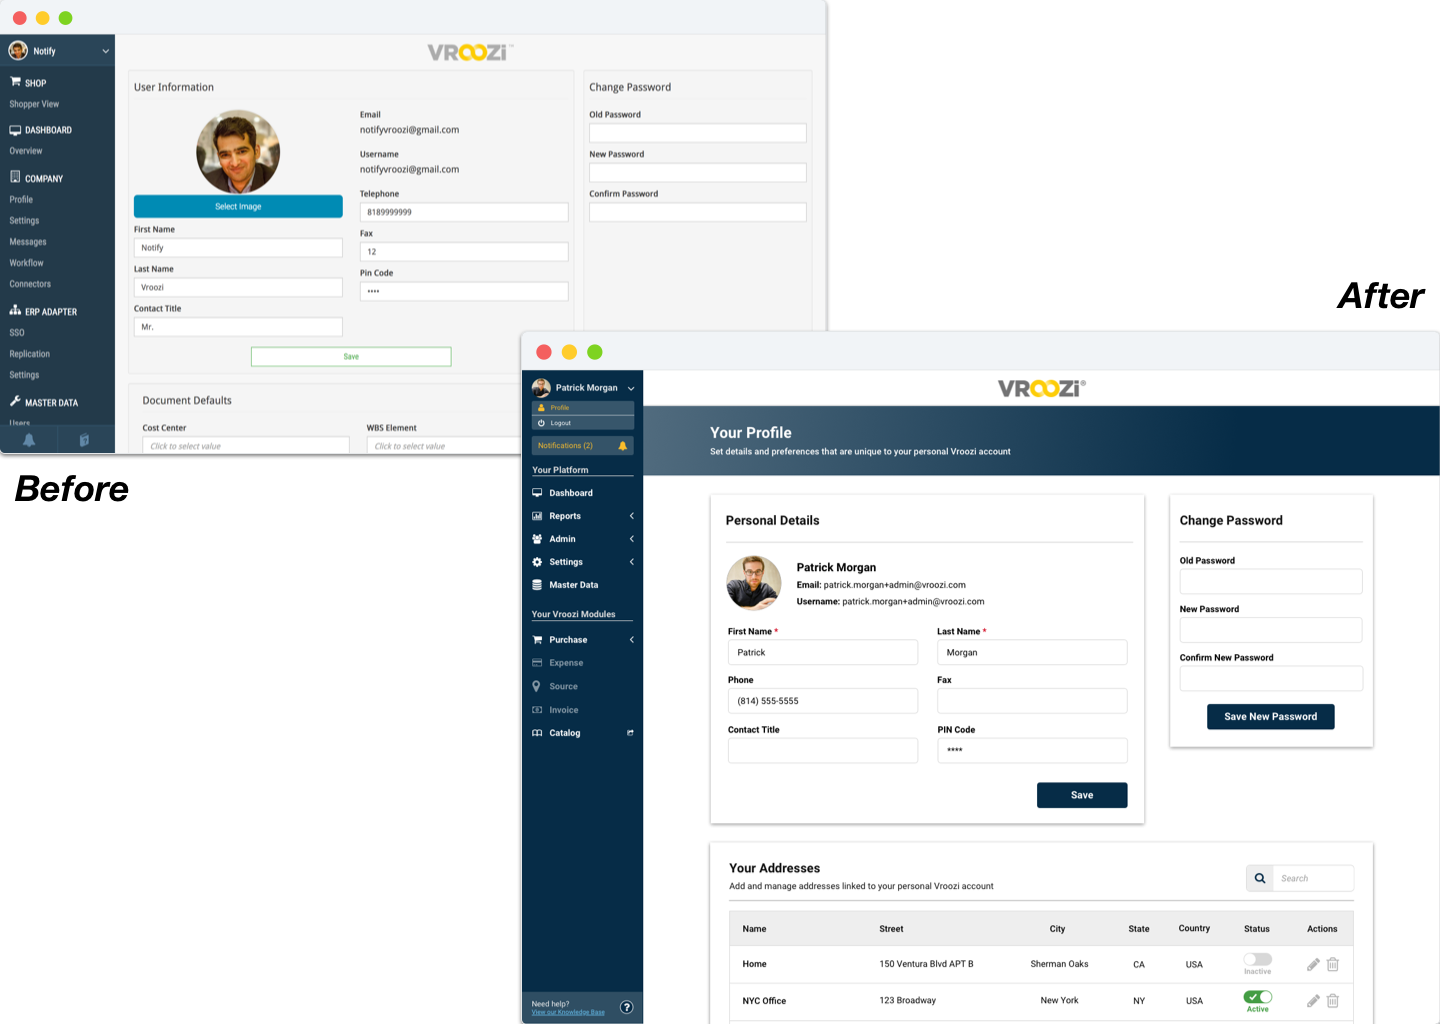 Notify
SHOP
Shopper View
DASHBOARD
Overview
COMPANY
Profile
Settings
Messages
Workflow
Connectors
ERP ADAPTER
SSO
Replication
Settings
MASTER DATA
Users
VROOZI™
User Information
Select Image
First Name
Notify
Last Name
Vroozi
Contact Title
Mr.
Email
notifyvroozi@gmail.com
Username
notifyvroozi@gmail.com
Telephone
8189999999
Fax
12
Pin Code
••••
Save
Change Password
Old Password
New Password
Confirm Password
Document Defaults
Cost Center
Click to select value
WBS Element
Click to select value
Before
After
Patrick Morgan
Profile
Logout
Notifications (2)
Your Platform
Dashboard
Reports
Admin
Settings
Master Data
Your Vroozi Modules
Purchase
Expense
Source
Invoice
Catalog
Need help?
View our Knowledge Base
?
VROOZi®
Your Profile
Set details and preferences that are unique to your personal Vroozi account
Personal Details
Patrick Morgan
Email: patrick.morgan+admin@vroozi.com
Username: patrick.morgan+admin@vroozi.com
First Name *
Patrick
Last Name *
Morgan
Phone
(814) 555-5555
Fax
Contact Title
PIN Code
****
Save
Change Password
Old Password
New Password
Confirm New Password
Save New Password
Your Addresses
Add and manage addresses linked to your personal Vroozi account
Search
Name Street City State Country Status Actions
Home 150 Ventura Blvd APT B Sherman Oaks CA USA Inactive
NYC Office 123 Broadway New York NY USA Active